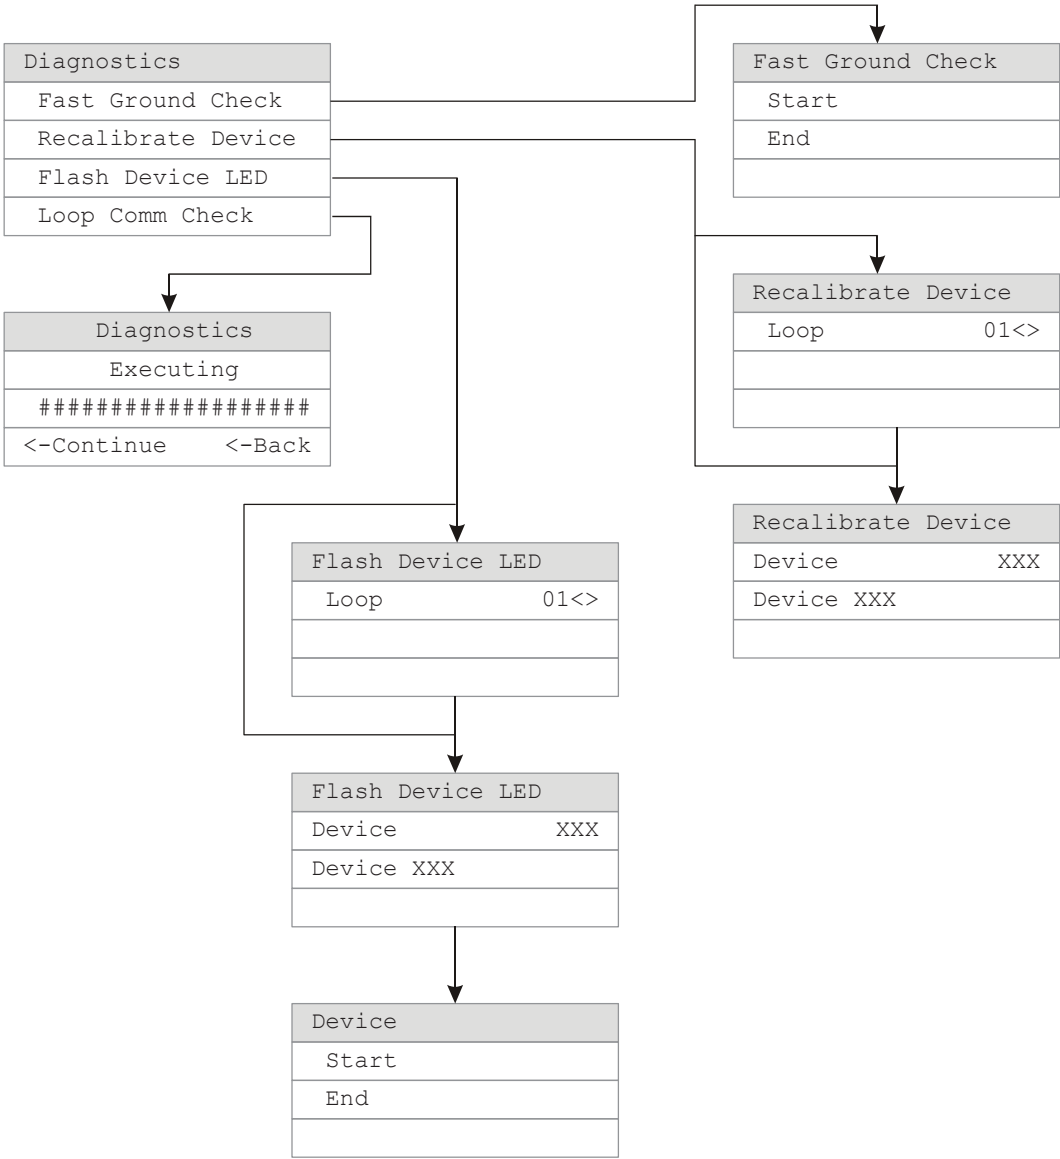 Diagnostics
Fast Ground Check
Recalibrate Device
Flash Device LED
Loop Comm Check
Fast Ground Check
Start
End
Diagnostics
Executing
###################
<-Continue <-Back
Recalibrate Device
Loop 01<>
Recalibrate Device
Device XXX
Device XXX
Flash Device LED
Loop 01<>
Flash Device LED
Device XXX
Device XXX
Device
Start
End